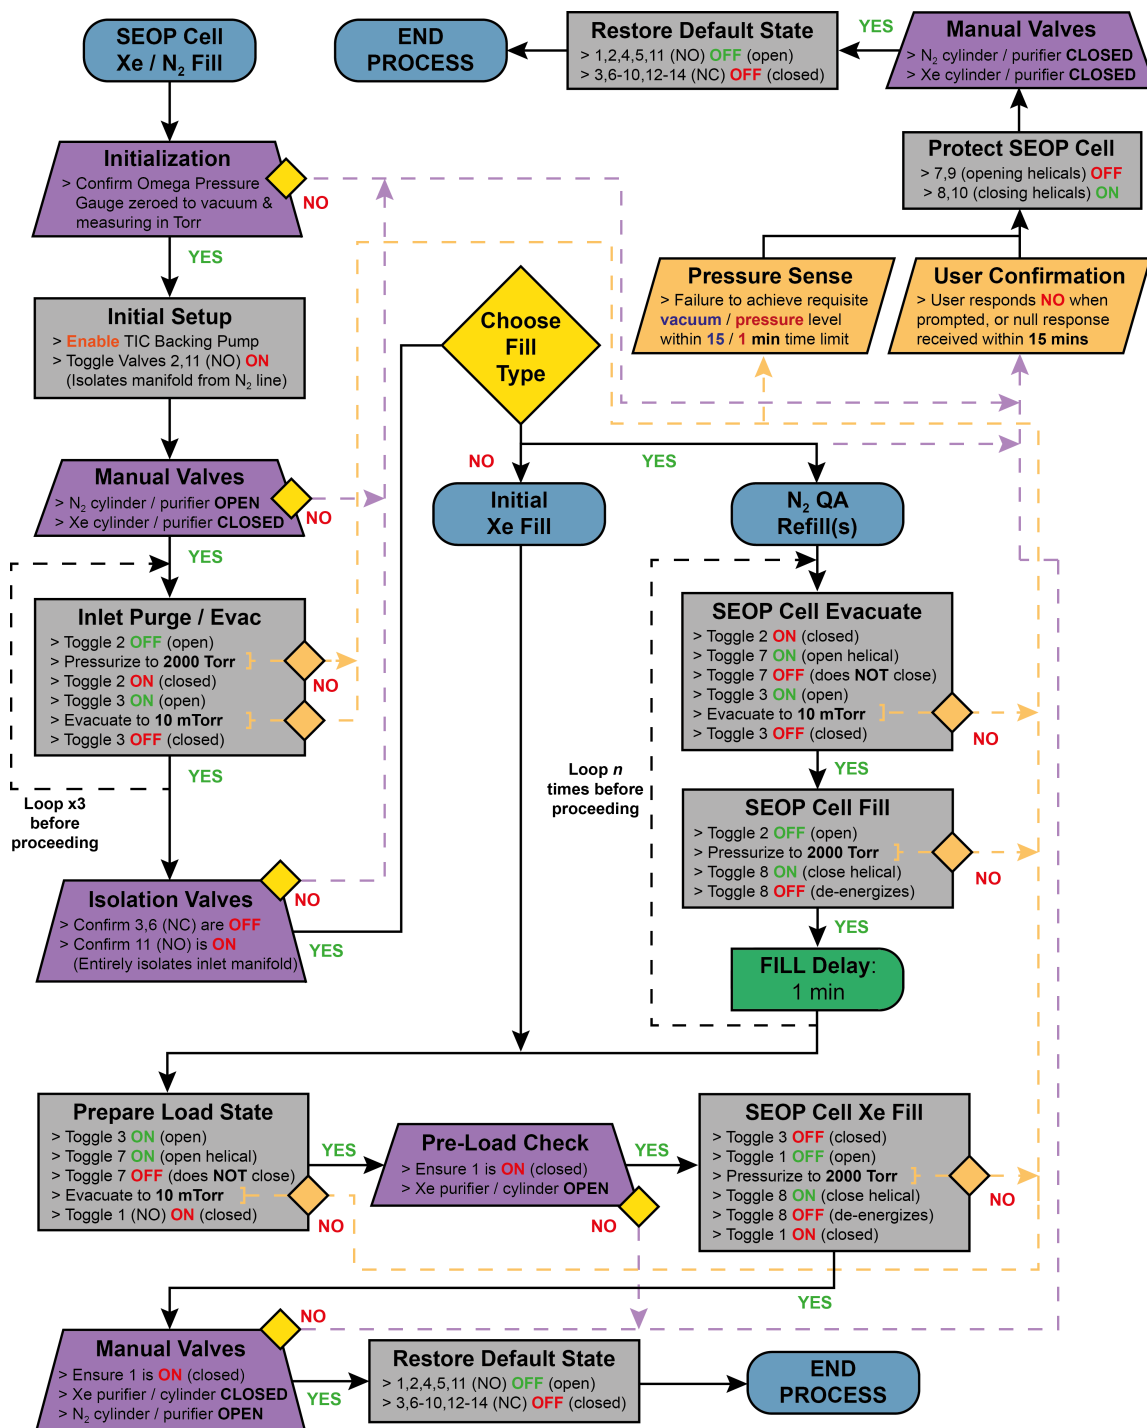 SEOP Cell
Xe / N₂ Fill
END
PROCESS
Restore Default State
> 1,2,4,5,11 (NO) OFF (open)
> 3,6-10,12-14 (NC) OFF (closed)
YES
Manual Valves
> N₂ cylinder / purifier CLOSED
> Xe cylinder / purifier CLOSED
Initialization
> Confirm Omega Pressure
Gauge zeroed to vacuum &
measuring in Torr
NO
YES
Protect SEOP Cell
> 7,9 (opening helicals) OFF
> 8,10 (closing helicals) ON
Pressure Sense
> Failure to achieve requisite
vacuum / pressure level
within 15 / 1 min time limit
User Confirmation
> User responds NO when
prompted, or null response
received within 15 mins
Initial Setup
> Enable TIC Backing Pump
> Toggle Valves 2,11 (NO) ON
(Isolates manifold from N₂ line)
Choose
Fill
Type
NO
YES
Manual Valves
> N₂ cylinder / purifier OPEN
> Xe cylinder / purifier CLOSED
NO
YES
Initial
Xe Fill
N₂ QA
Refill(s)
Inlet Purge / Evac
> Toggle 2 OFF (open)
> Pressurize to 2000 Torr
> Toggle 2 ON (closed)
> Toggle 3 ON (open)
> Evacuate to 10 mTorr
> Toggle 3 OFF (closed)
NO
YES
Loop x3
before
proceeding
SEOP Cell Evacuate
> Toggle 2 ON (closed)
> Toggle 7 ON (open helical)
> Toggle 7 OFF (does NOT close)
> Toggle 3 ON (open)
> Evacuate to 10 mTorr
> Toggle 3 OFF (closed)
NO
YES
Loop n
times before
proceeding
SEOP Cell Fill
> Toggle 2 OFF (open)
> Pressurize to 2000 Torr
> Toggle 8 ON (close helical)
> Toggle 8 OFF (de-energizes)
NO
YES
Isolation Valves
> Confirm 3,6 (NC) are OFF
> Confirm 11 (NO) is ON
(Entirely isolates inlet manifold)
NO
YES
FILL Delay:
1 min
Prepare Load State
> Toggle 3 ON (open)
> Toggle 7 ON (open helical)
> Toggle 7 OFF (does NOT close)
> Evacuate to 10 mTorr
> Toggle 1 (NO) ON (closed)
NO
YES
Pre-Load Check
> Ensure 1 is ON (closed)
> Xe purifier / cylinder OPEN
NO
YES
SEOP Cell Xe Fill
> Toggle 3 OFF (closed)
> Toggle 1 OFF (open)
> Pressurize to 2000 Torr
> Toggle 8 ON (close helical)
> Toggle 8 OFF (de-energizes)
> Toggle 1 ON (closed)
NO
YES
Manual Valves
> Ensure 1 is ON (closed)
> Xe purifier / cylinder CLOSED
> N₂ cylinder / purifier OPEN
NO
YES
Restore Default State
> 1,2,4,5,11 (NO) OFF (open)
> 3,6-10,12-14 (NC) OFF (closed)
END
PROCESS